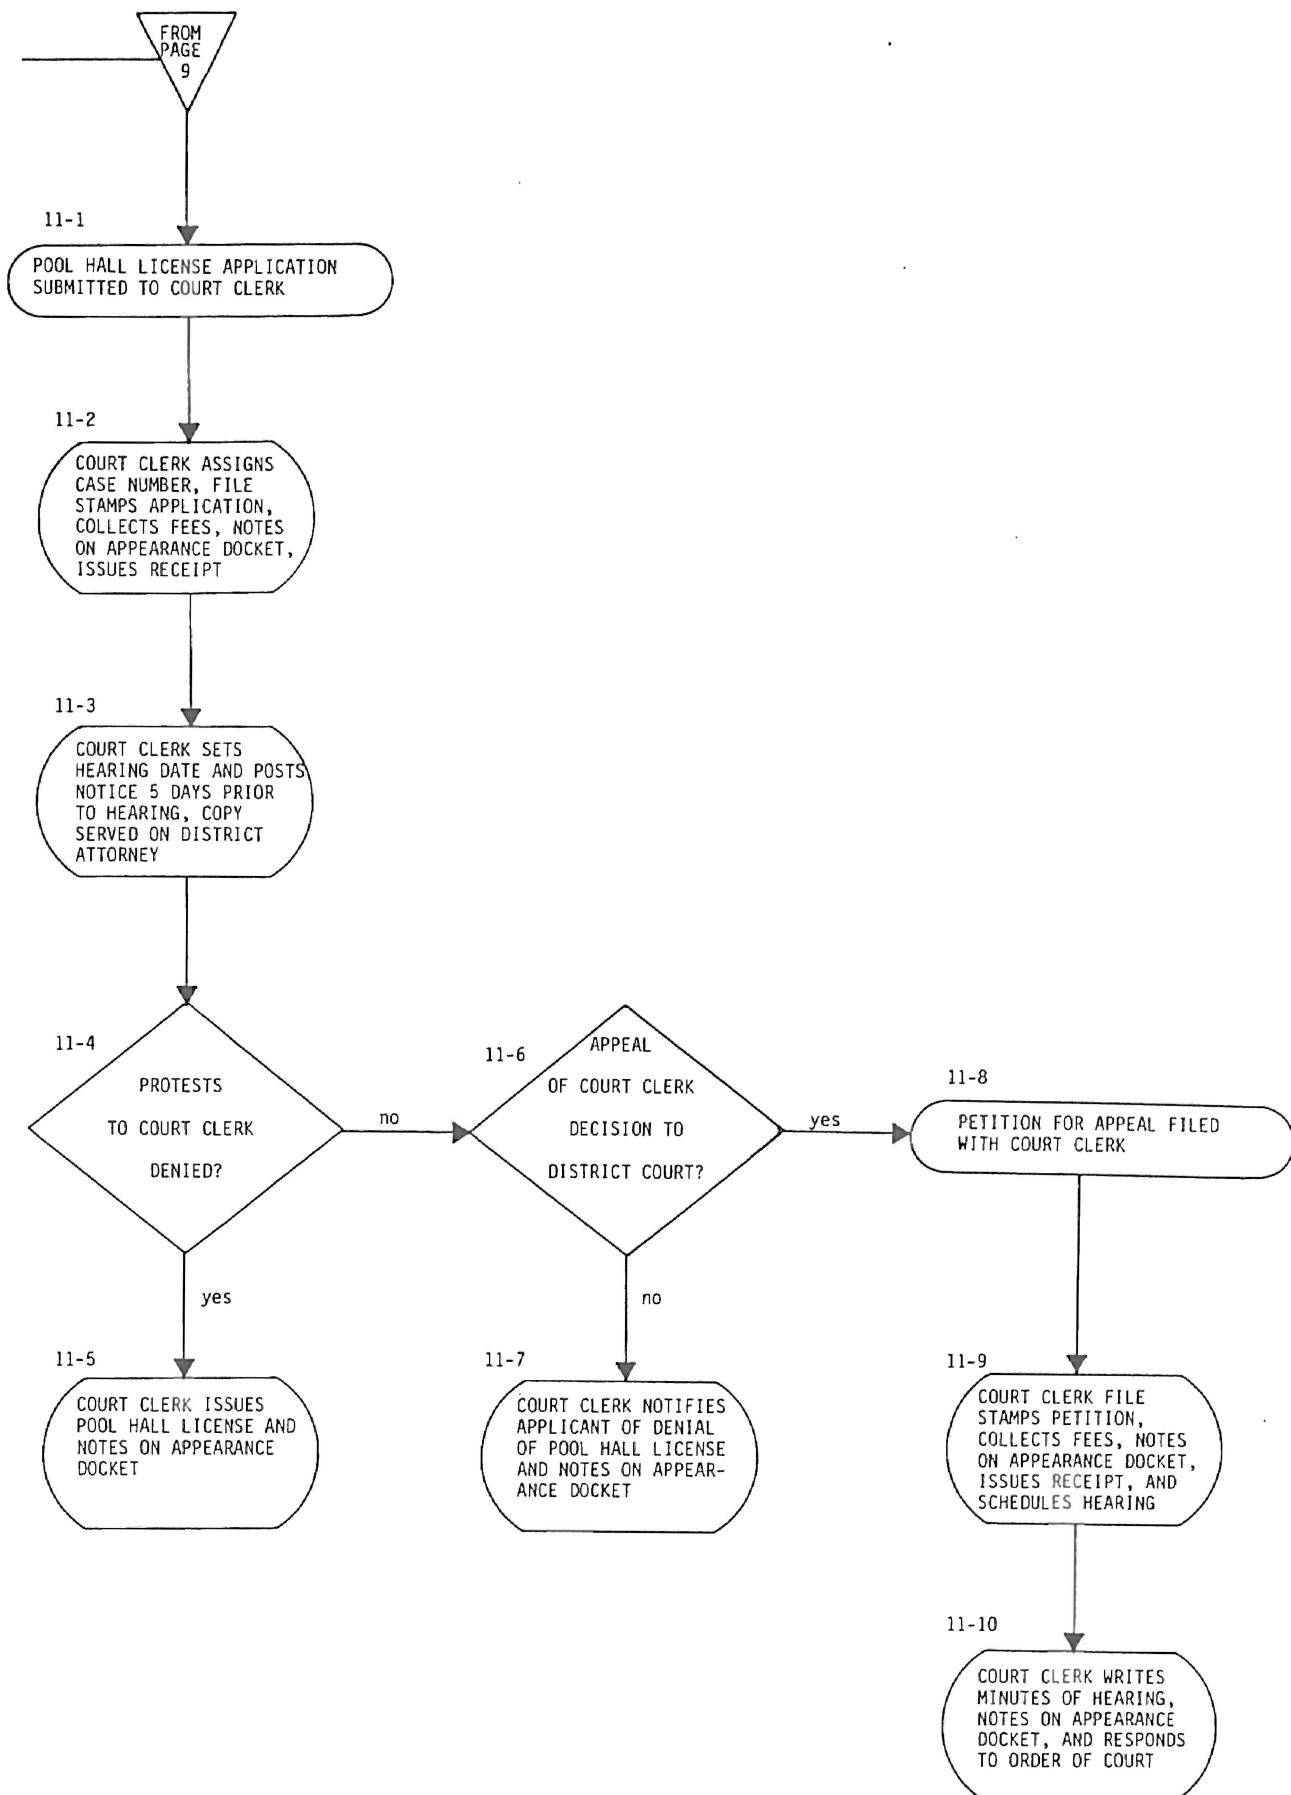 FROM
PAGE
9
11-1
POOL HALL LICENSE APPLICATION
SUBMITTED TO COURT CLERK
11-2
COURT CLERK ASSIGNS
CASE NUMBER, FILE
STAMPS APPLICATION,
COLLECTS FEES, NOTES
ON APPEARANCE DOCKET,
ISSUES RECEIPT
11-3
COURT CLERK SETS
HEARING DATE AND POSTS
NOTICE 5 DAYS PRIOR
TO HEARING, COPY
SERVED ON DISTRICT
ATTORNEY
11-4
PROTESTS
TO COURT CLERK
DENIED?
no
yes
11-5
COURT CLERK ISSUES
POOL HALL LICENSE AND
NOTES ON APPEARANCE
DOCKET
11-6
APPEAL
OF COURT CLERK
DECISION TO
DISTRICT COURT?
yes
no
11-7
COURT CLERK NOTIFIES
APPLICANT OF DENIAL
OF POOL HALL LICENSE
AND NOTES ON APPEAR-
ANCE DOCKET
11-8
PETITION FOR APPEAL FILED
WITH COURT CLERK
11-9
COURT CLERK FILE
STAMPS PETITION,
COLLECTS FEES, NOTES
ON APPEARANCE DOCKET,
ISSUES RECEIPT, AND
SCHEDULES HEARING
11-10
COURT CLERK WRITES
MINUTES OF HEARING,
NOTES ON APPEARANCE
DOCKET, AND RESPONDS
TO ORDER OF COURT